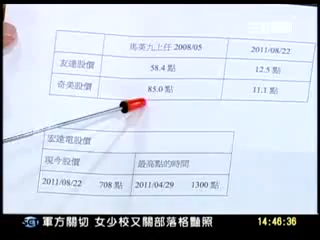 馬英九上任 2008/05 2011/08/22
友達股價 58.4 點 12.5 點
奇美股價 85.0 點 11.1 點
宏達電股價
現今股價 最高點的時間
2011/08/22 708 點 2011/04/29 1300 點
SET 軍方關切 女少校又關部落格豔照 14:46:36